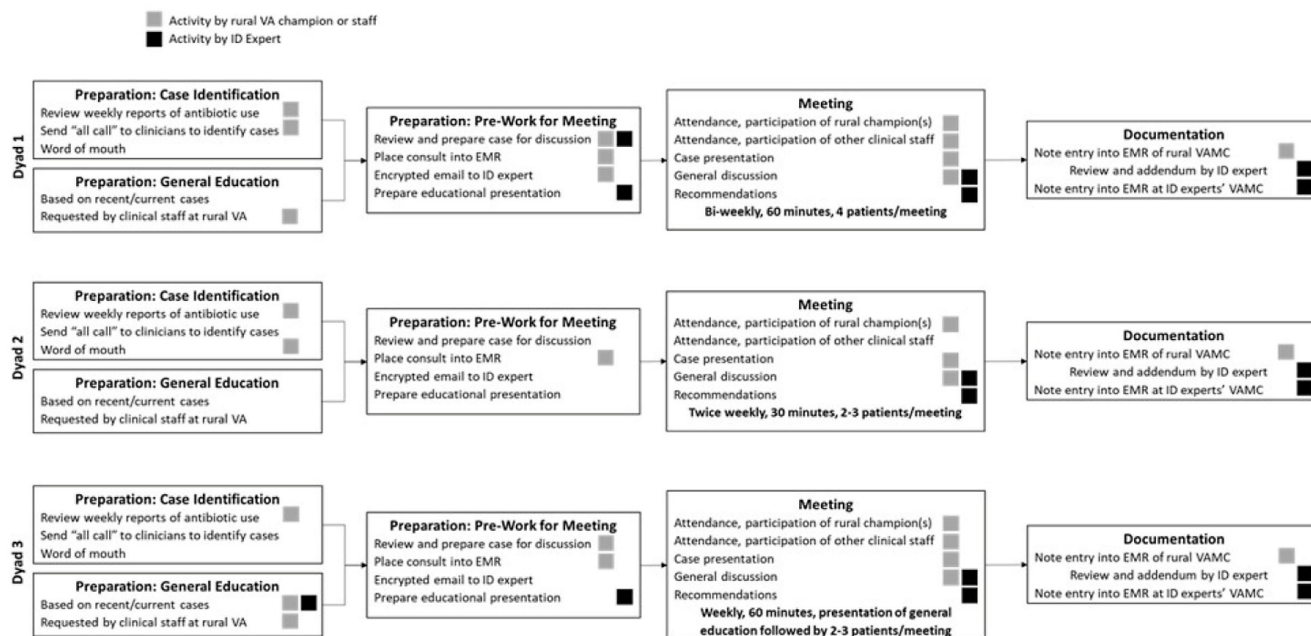 Activity by rural VA champion or staff
Activity by ID Expert
Dyad 1
Preparation: Case Identification
Review weekly reports of antibiotic use
Send "all call" to clinicians to identify cases
Word of mouth
Preparation: General Education
Based on recent/current cases
Requested by clinical staff at rural VA
Preparation: Pre-Work for Meeting
Review and prepare case for discussion
Place consult into EMR
Encrypted email to ID expert
Prepare educational presentation
Meeting
Attendance, participation of rural champion(s)
Attendance, participation of other clinical staff
Case presentation
General discussion
Recommendations
Bi-weekly, 60 minutes, 4 patients/meeting
Documentation
Note entry into EMR of rural VAMC
Review and addendum by ID expert
Note entry into EMR at ID experts' VAMC
Dyad 2
Preparation: Case Identification
Review weekly reports of antibiotic use
Send "all call" to clinicians to identify cases
Word of mouth
Preparation: General Education
Based on recent/current cases
Requested by clinical staff at rural VA
Preparation: Pre-Work for Meeting
Review and prepare case for discussion
Place consult into EMR
Encrypted email to ID expert
Prepare educational presentation
Meeting
Attendance, participation of rural champion(s)
Attendance, participation of other clinical staff
Case presentation
General discussion
Recommendations
Twice weekly, 30 minutes, 2-3 patients/meeting
Documentation
Note entry into EMR of rural VAMC
Review and addendum by ID expert
Note entry into EMR at ID experts' VAMC
Dyad 3
Preparation: Case Identification
Review weekly reports of antibiotic use
Send "all call" to clinicians to identify cases
Word of mouth
Preparation: General Education
Based on recent/current cases
Requested by clinical staff at rural VA
Preparation: Pre-Work for Meeting
Review and prepare case for discussion
Place consult into EMR
Encrypted email to ID expert
Prepare educational presentation
Meeting
Attendance, participation of rural champion(s)
Attendance, participation of other clinical staff
Case presentation
General discussion
Recommendations
Weekly, 60 minutes, presentation of general
education followed by 2-3 patients/meeting
Documentation
Note entry into EMR of rural VAMC
Review and addendum by ID expert
Note entry into EMR at ID experts' VAMC